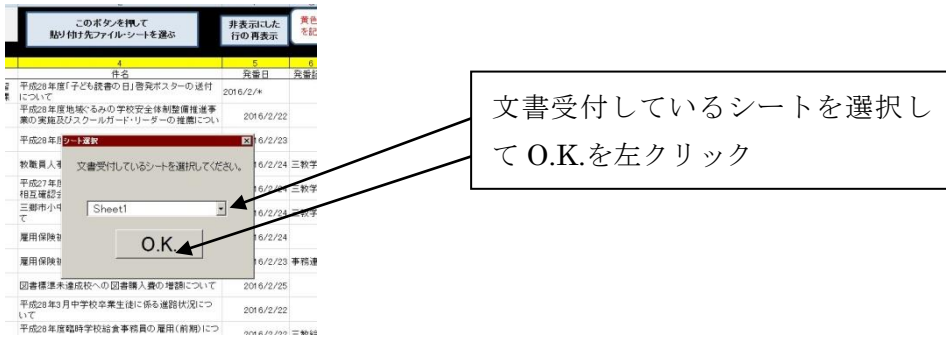 このボタンを押して
貼り付け先ファイル・シートを選ぶ
非表示にした
行の再表示
黄色
を記
4
5
6
件名
発番日
発番
平成28年度「子ども読書の日」啓発ポスターの送付
について
2016/2/*
平成28年度地域ぐるみの学校安全体制整備推進事
業の実施及びスクールガード・リーダーの推薦につい
2016/2/22
平成28年
シート選択
6/2/23
教職員人
文書受付しているシートを選択してください。
6/2/24 三教学
平成27年
相互確認
6/2/24 三教学
三郷市小
て
Sheet1
6/2/24 三教学
雇用保険
O.K.
6/2/24
雇用保険
6/2/23 事務連
図書標準未達成校への図書購入費の増額について
2016/2/25
平成28年3月中学校卒業生徒に係る進路状況につ
いて
2016/2/22
平成28年度臨時学校給食事務員の雇用(前期)につ
2016/2/22 三教給
文書受付しているシートを選択し
て O.K.を左クリック